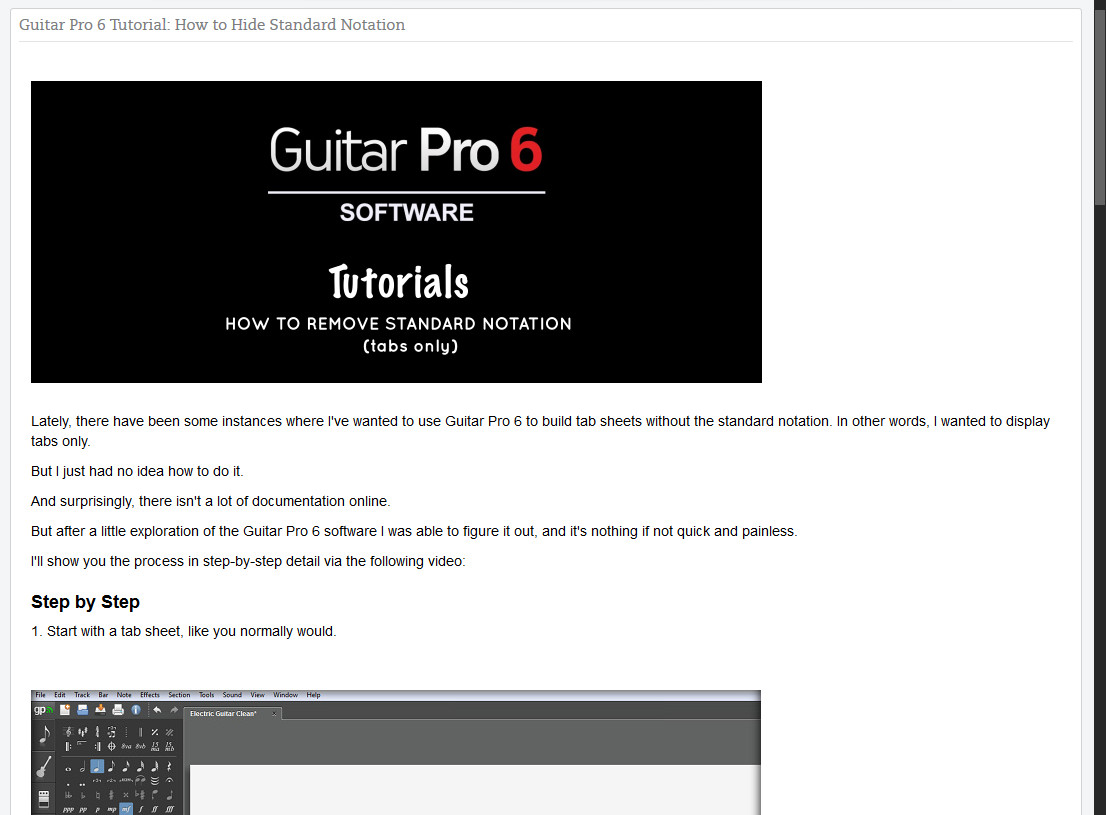 Guitar Pro 6 Tutorial: How to Hide Standard Notation
Guitar Pro 6
SOFTWARE
Tutorials
HOW TO REMOVE STANDARD NOTATION
(tabs only)
Lately, there have been some instances where I've wanted to use Guitar Pro 6 to build tab sheets without the standard notation. In other words, I wanted to display
tabs only.
But I just had no idea how to do it.
And surprisingly, there isn't a lot of documentation online.
But after a little exploration of the Guitar Pro 6 software I was able to figure it out, and it's nothing if not quick and painless.
I'll show you the process in step-by-step detail via the following video:
Step by Step
1. Start with a tab sheet, like you normally would.
File Edit Track Bar Note Effects Section Tools Sound View Window Help
gp
Electric Guitar Clean*
8va 8vb 15 ma 15 mb
ppp pp p mp mf f ff fff